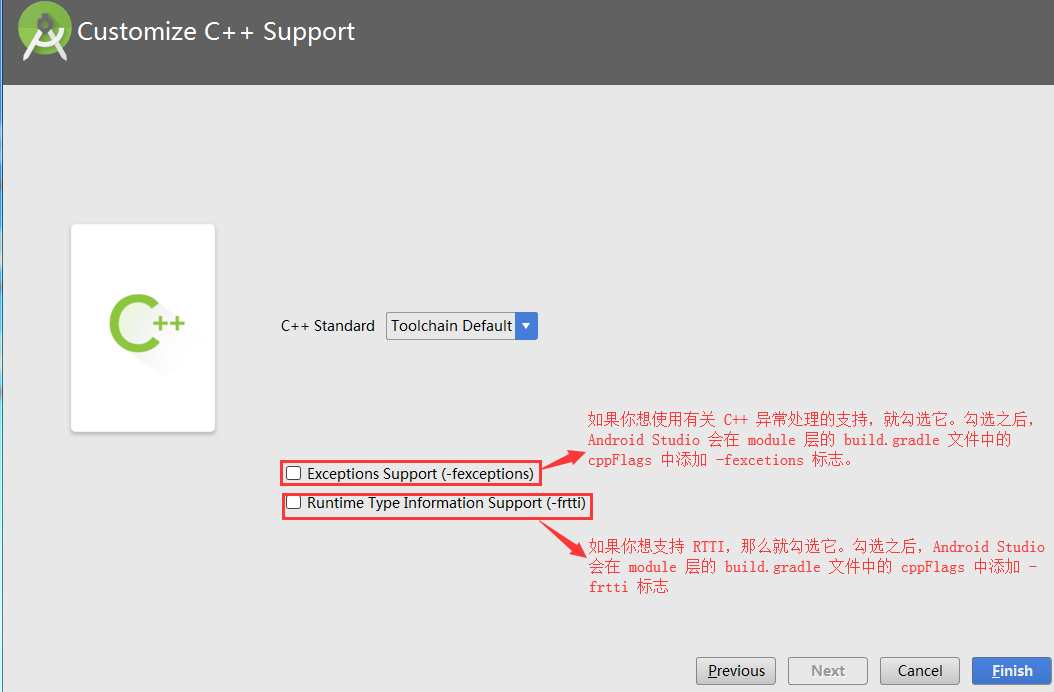 Customize C++ Support
C++
C++ Standard
Toolchain Default
如果你想使用有关 C++ 异常处理的支持，就勾选它。勾选之后，
Android Studio 会在 module 层的 build.gradle 文件中的
cppFlags 中添加 -fexcetions 标志。
Exceptions Support (-fexceptions)
Runtime Type Information Support (-frtti)
如果你想支持 RTTI，那么就勾选它。勾选之后，Android Studio
会在 module 层的 build.gradle 文件中的 cppFlags 中添加 -
frtti 标志
Previous
Next
Cancel
Finish